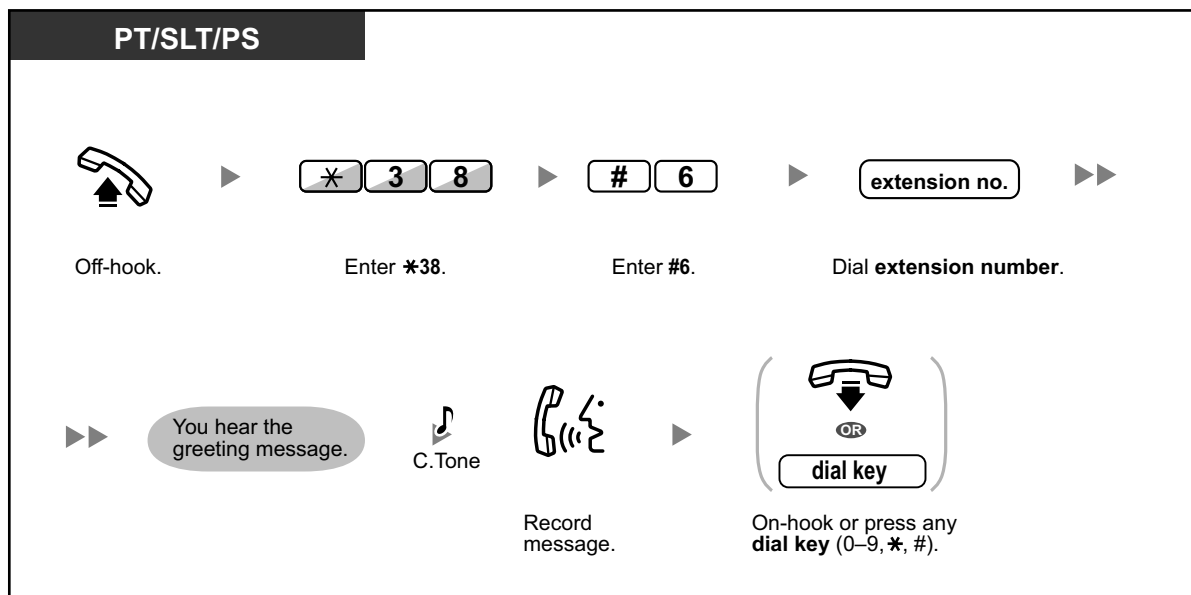 PT/SLT/PS
✳ 3 8
# 6
extension no.
Off-hook.
Enter ✳38.
Enter #6.
Dial extension number.
You hear the
greeting message.
C.Tone
OR
dial key
Record
message.
On-hook or press any
dial key (0–9, ✳, #).